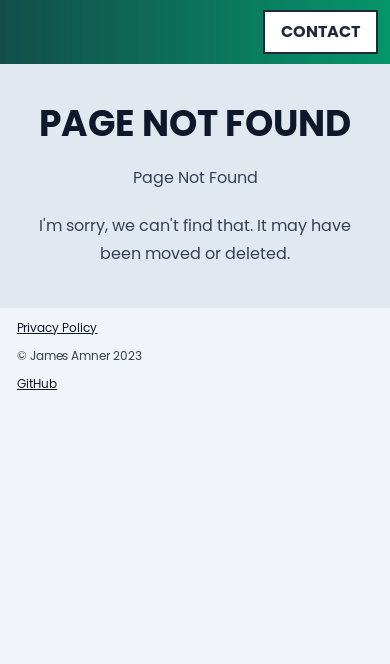 CONTACT
PAGE NOT FOUND
Page Not Found
I'm sorry, we can't find that. It may have
been moved or deleted.
Privacy Policy
© James Amner 2023
GitHub